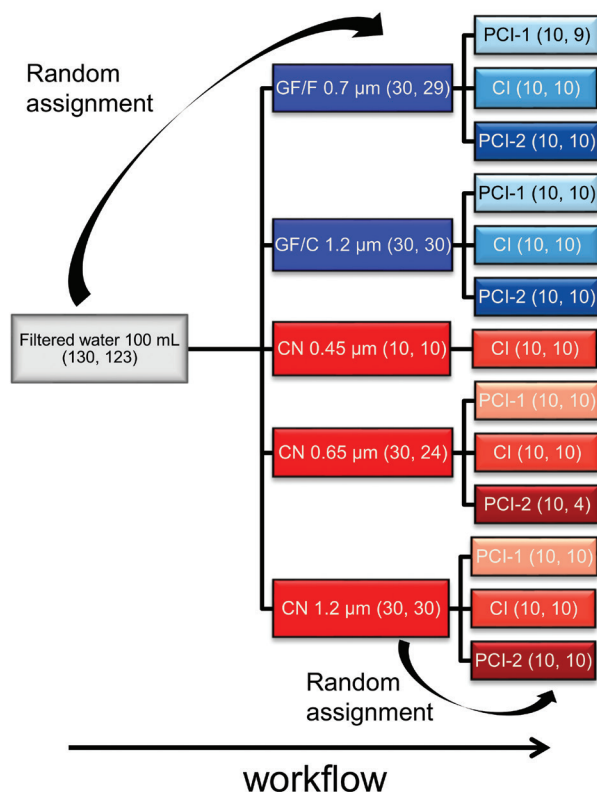 Random
assignment
Filtered water 100 mL
(130, 123)
GF/F 0.7 µm (30, 29)
PCI-1 (10, 9)
CI (10, 10)
PCI-2 (10, 10)
GF/C 1.2 µm (30, 30)
PCI-1 (10, 10)
CI (10, 10)
PCI-2 (10, 10)
CN 0.45 µm (10, 10)
CI (10, 10)
CN 0.65 µm (30, 24)
PCI-1 (10, 10)
CI (10, 10)
PCI-2 (10, 4)
CN 1.2 µm (30, 30)
PCI-1 (10, 10)
CI (10, 10)
PCI-2 (10, 10)
Random
assignment
workflow